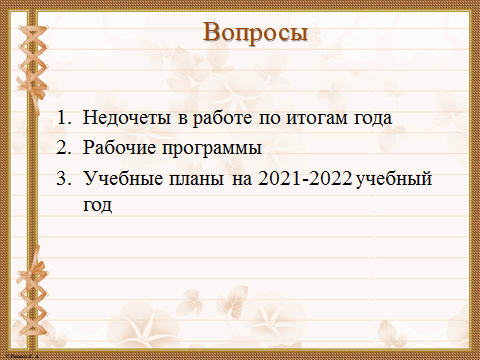 Вопросы
1. Недочеты в работе по итогам года
2. Рабочие программы
3. Учебные планы на 2021-2022 учебный
год